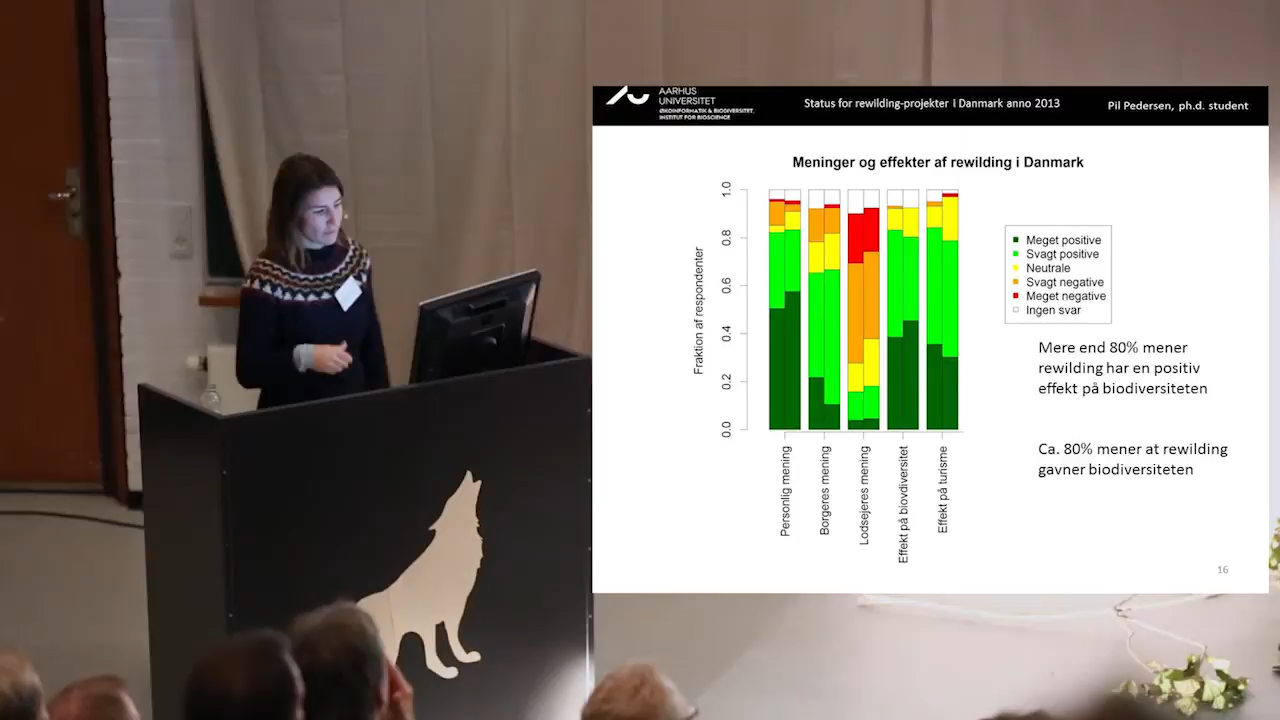 AARHUS
UNIVERSITET
ØKOINFORMATIK & BIODIVERSITET,
INSTITUT FOR BIOSCIENCE
Status for rewilding-projekter i Danmark anno 2013
Pil Pedersen, ph.d. student
Meninger og effekter af rewilding i Danmark
Fraktion af respondenter
1.0
0.8
0.6
0.4
0.2
0.0
Personlig mening
Borgeres mening
Lodsejeres mening
Effekt på biovdiversitet
Effekt på turisme
Meget positive
Svagt positive
Neutrale
Svagt negative
Meget negative
Ingen svar
Mere end 80% mener
rewilding har en positiv
effekt på biodiversiteten
Ca. 80% mener at rewilding
gavner biodiversiteten
16